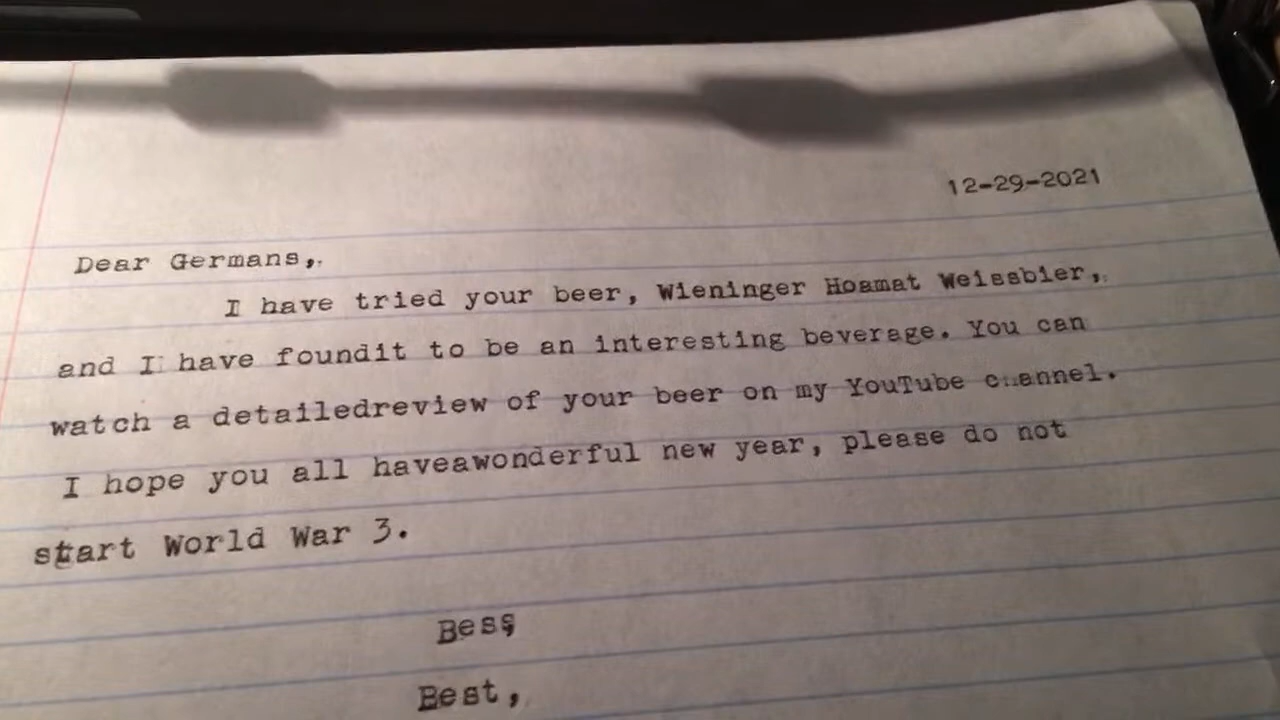 12-29-2021
Dear Germans,
I have tried your beer, Wieninger Hoamat Weissbier,
and I have foundit to be an interesting beverage. You can
watch a detailedreview of your beer on my YouTube channel.
I hope you all haveawonderful new year, please do not
start World War 3.
Bess
Best,